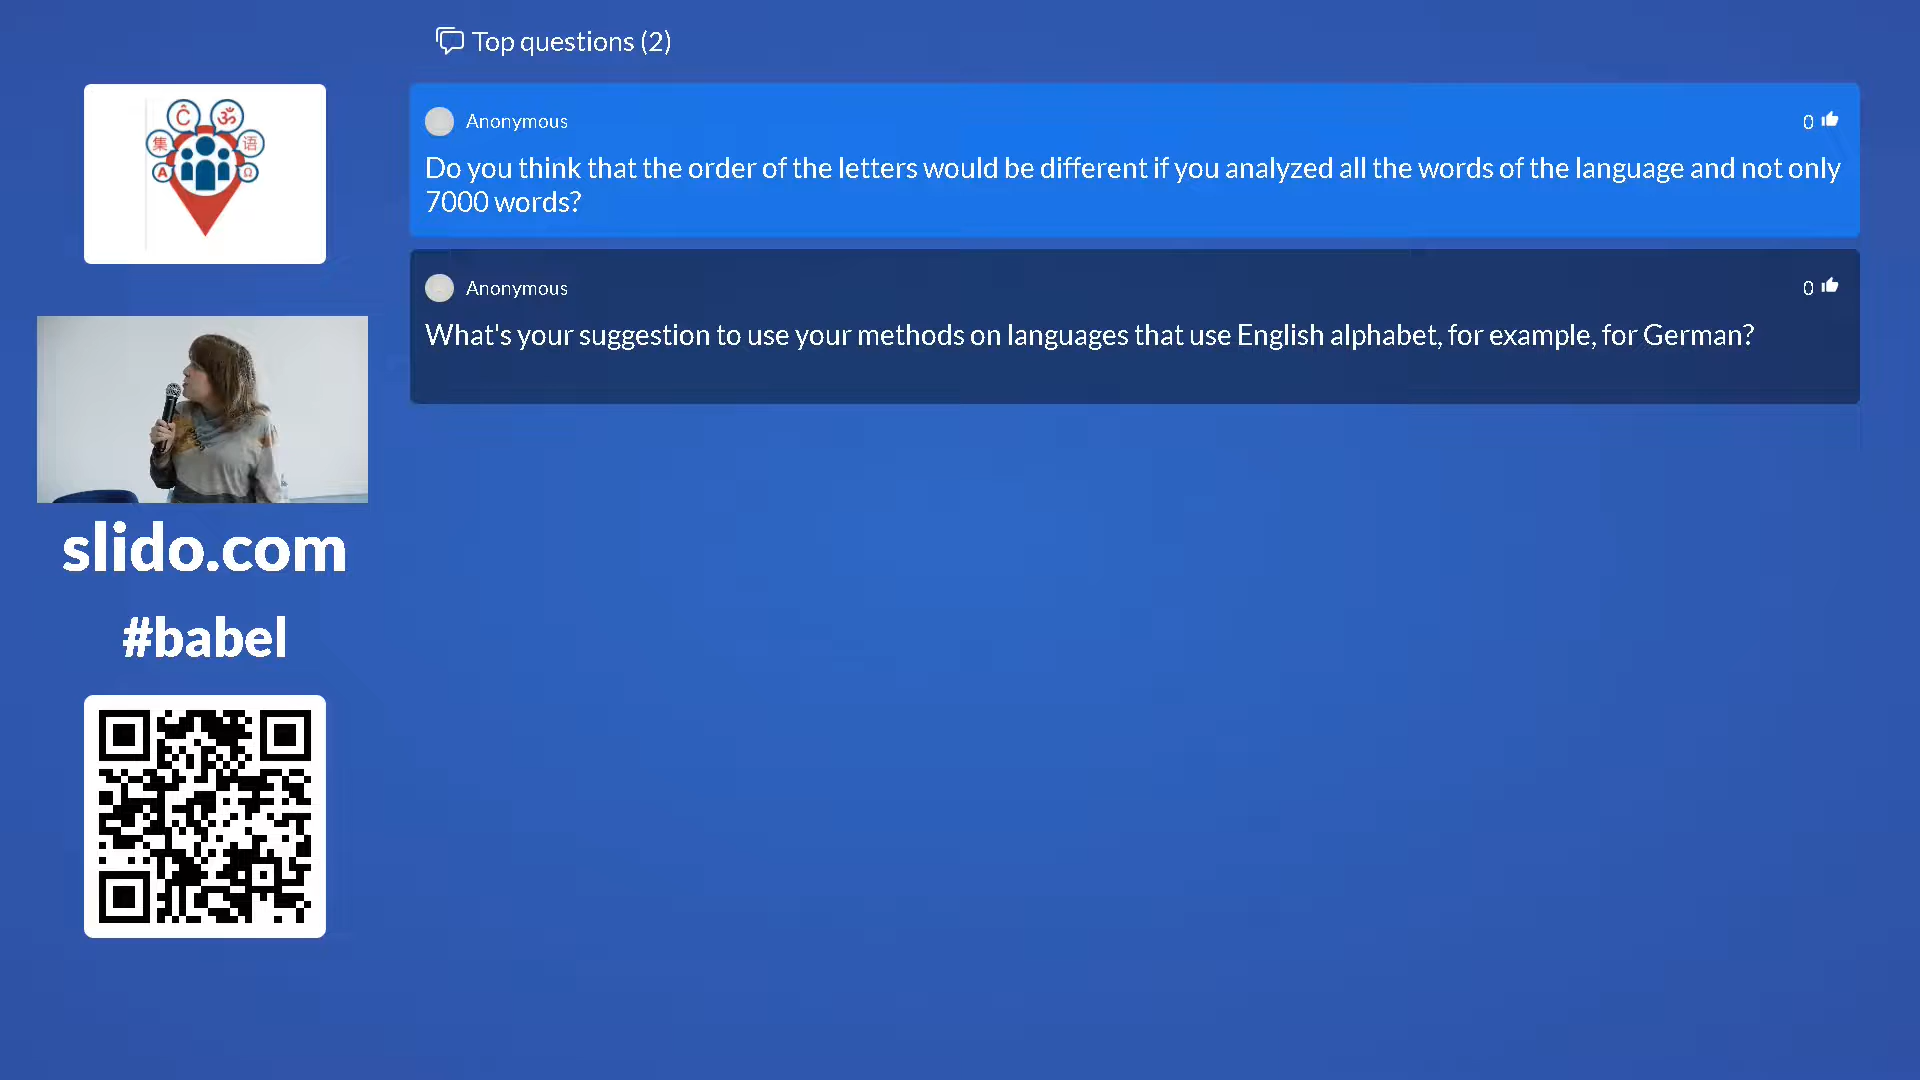 Top questions (2)
Ĉ ॐ
集 语
A Ω
Anonymous
0
Do you think that the order of the letters would be different if you analyzed all the words of the language and not only
7000 words?
Anonymous
0
What's your suggestion to use your methods on languages that use English alphabet, for example, for German?
slido.com
#babel